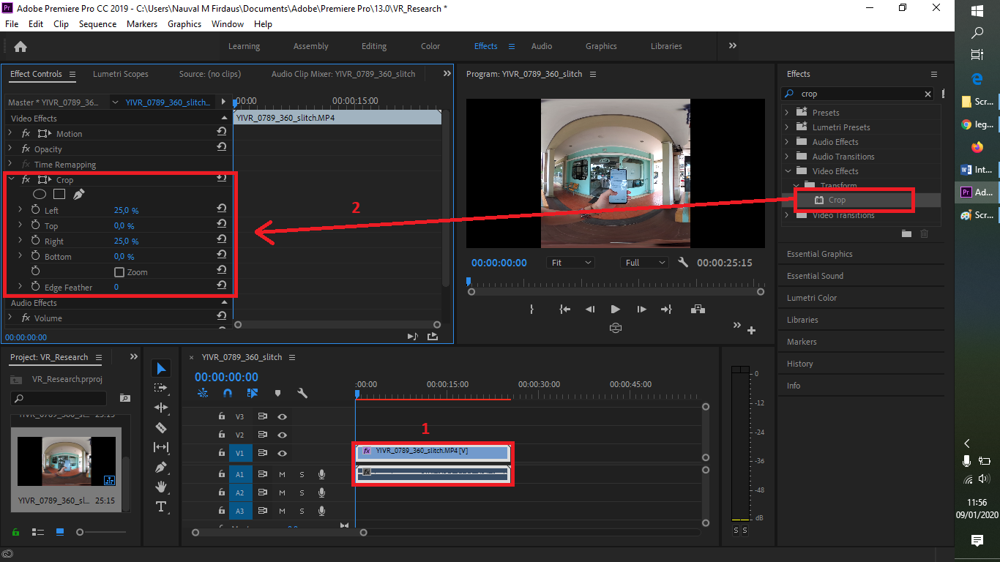 Adobe Premiere Pro CC 2019 - C:\Users\Nauval M Firdaus\Documents\Adobe\Premiere Pro\13.0\VR_Research *
File Edit Clip Sequence Markers Graphics Window Help
Learning Assembly Editing Color Effects Audio Graphics Libraries
Effect Controls Lumetri Scopes Source: (no clips) Audio Clip Mixer: YIVR_0789_360_slitch
Master * YIVR_0789_36... YIVR_0789_360_slitch...
:00:00 00:00:15:00
Video Effects
YIVR_0789_360_slitch.MP4
fx Motion
fx Opacity
fx Time Remapping
fx Crop
Left 25,0 %
Top 0,0 %
Right 25,0 %
Bottom 0,0 %
Zoom
Edge Feather 0
Audio Effects
fx Volume
00:00:00:00
2
Program: YIVR_0789_360_slitch
00:00:00:00 Fit Full 00:00:25:15
Effects
crop
Presets
Lumetri Presets
Audio Effects
Audio Transitions
Video Effects
Transform
Crop
Video Transitions
Essential Graphics
Essential Sound
Lumetri Color
Libraries
Markers
History
Info
Project: VR_Research
VR_Research.prproj
YIVR_0789_360_sl... 25:15
YIVR_0789_360_sl... 25:15
× YIVR_0789_360_slitch
00:00:00:00
:00:00 00:00:15:00 00:00:30:00 00:00:45:00
1
V3
V2
V1
fx YIVR_0789_360_slitch.MP4 [V]
A1 M S
fx
A2 M S
A3 M S
0
-12
-24
-36
-48
dB
S S
Pr
Scr...
leg...
Int...
Pr Ad...
Scr...
11:56
09/01/2020